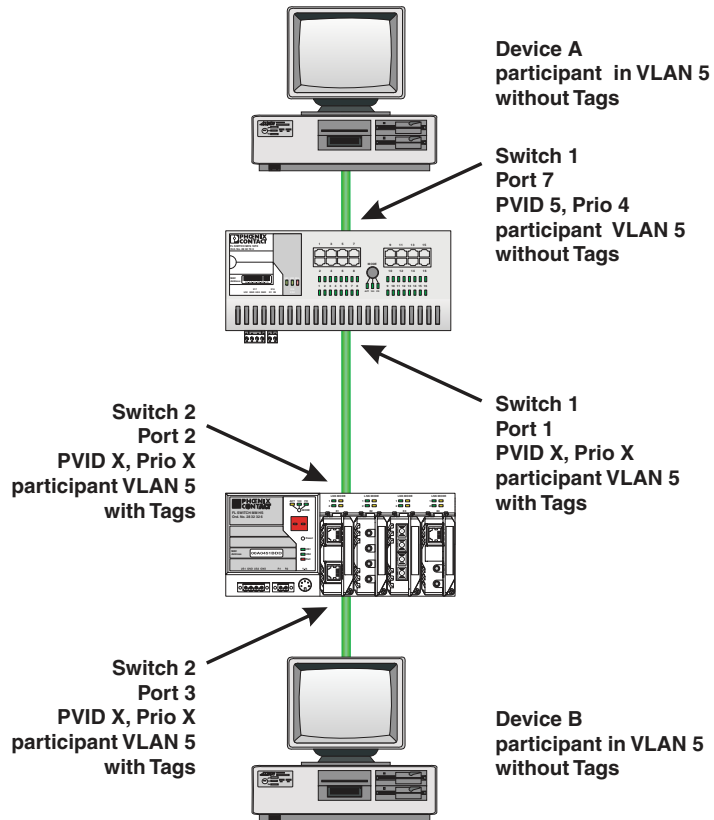 Device A
participant in VLAN 5
without Tags
Switch 1
Port 7
PVID 5, Prio 4
participant VLAN 5
without Tags
PHŒNIX
CONTACT
Switch 1
Port 1
PVID X, Prio X
participant VLAN 5
with Tags
Switch 2
Port 2
PVID X, Prio X
participant VLAN 5
with Tags
PHŒNIX
CONTACT
Switch 2
Port 3
PVID X, Prio X
participant VLAN 5
with Tags
Device B
participant in VLAN 5
without Tags